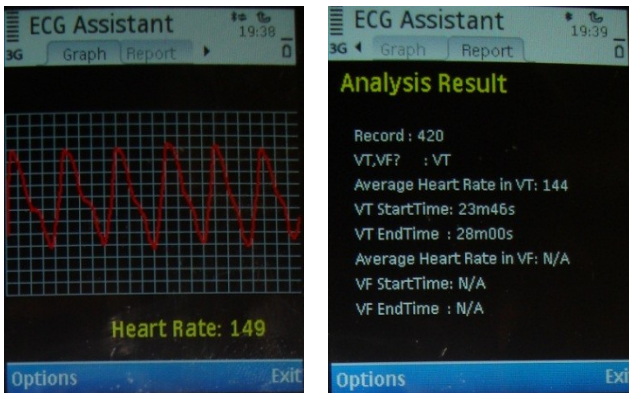 ECG Assistant
19:38
3G Graph Report
Heart Rate: 149
Options Exit
ECG Assistant
19:39
3G Graph Report
Analysis Result
Record : 420
VT,VF? : VT
Average Heart Rate in VT: 144
VT StartTime: 23m46s
VT EndTime : 28m00s
Average Heart Rate in VF: N/A
VF StartTime: N/A
VF EndTime : N/A
Options Exi